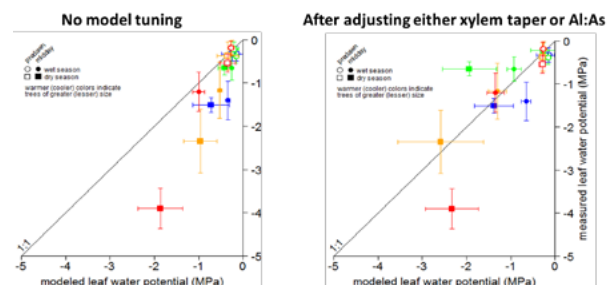 No model tuning
After adjusting either xylem taper or Al:As
predawn
midday
wet season
dry season
warmer (cooler) colors indicate
trees of greater (lesser) size
1:1
0
-1
-2
-3
-4
-5
-5 -4 -3 -2 -1 0
modeled leaf water potential (MPa)
predawn
midday
wet season
dry season
warmer (cooler) colors indicate
trees of greater (lesser) size
1:1
0
-1
-2
-3
-4
-5
measured leaf water potential (MPa)
-5 -4 -3 -2 -1 0
modeled leaf water potential (MPa)